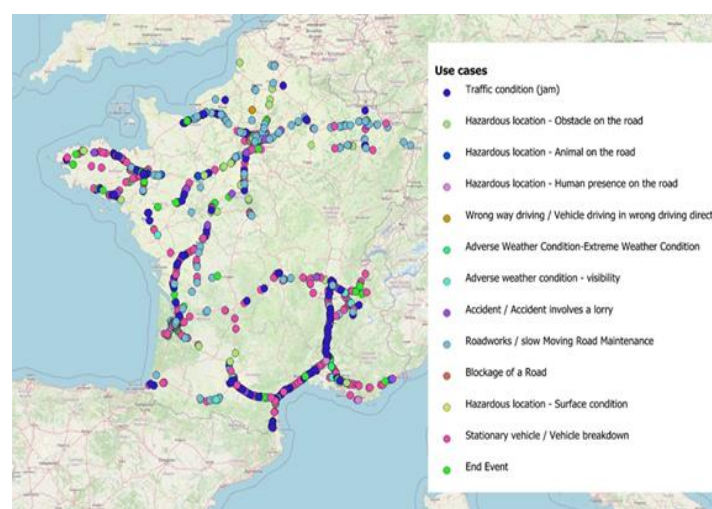 Use cases
Traffic condition (jam)
Hazardous location - Obstacle on the road
Hazardous location - Animal on the road
Hazardous location - Human presence on the road
Wrong way driving / Vehicle driving in wrong driving direct
Adverse Weather Condition-Extreme Weather Condition
Adverse weather condition - visibility
Accident / Accident involves a lorry
Roadworks / slow Moving Road Maintenance
Blockage of a Road
Hazardous location - Surface condition
Stationary vehicle / Vehicle breakdown
End Event